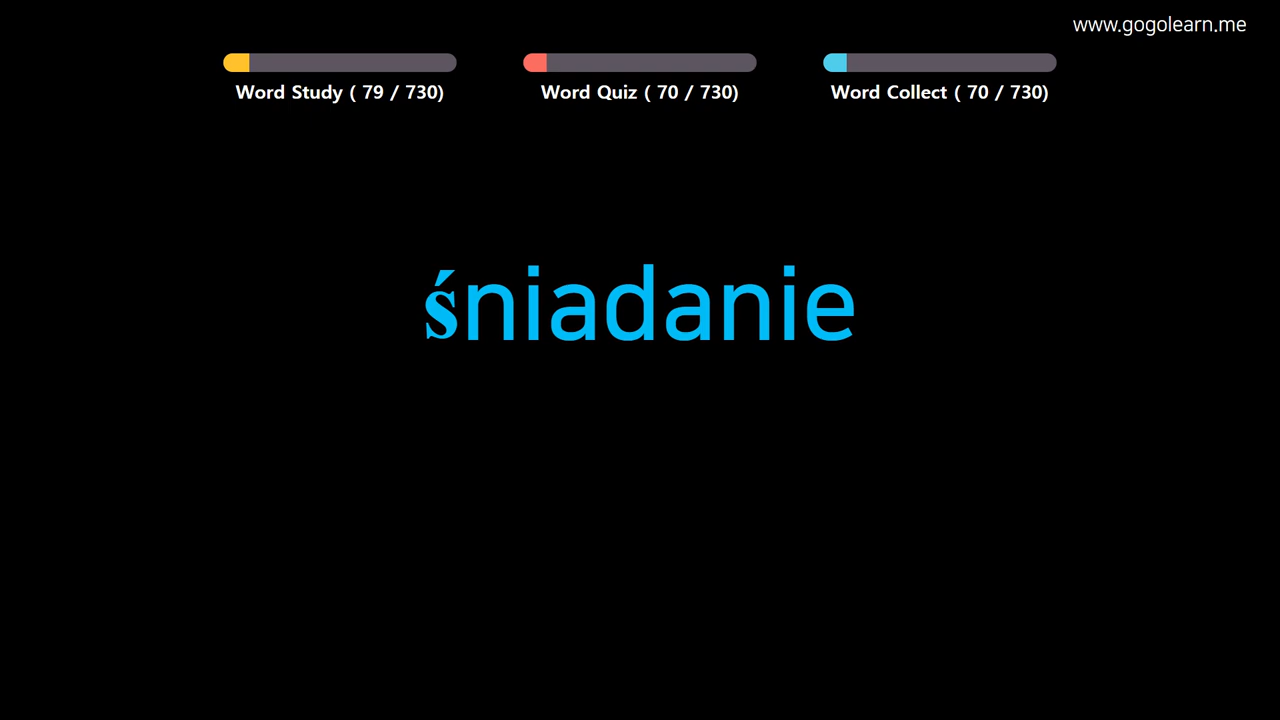 www.gogolearn.me
Word Study ( 79 / 730)
Word Quiz ( 70 / 730)
Word Collect ( 70 / 730)
śniadanie